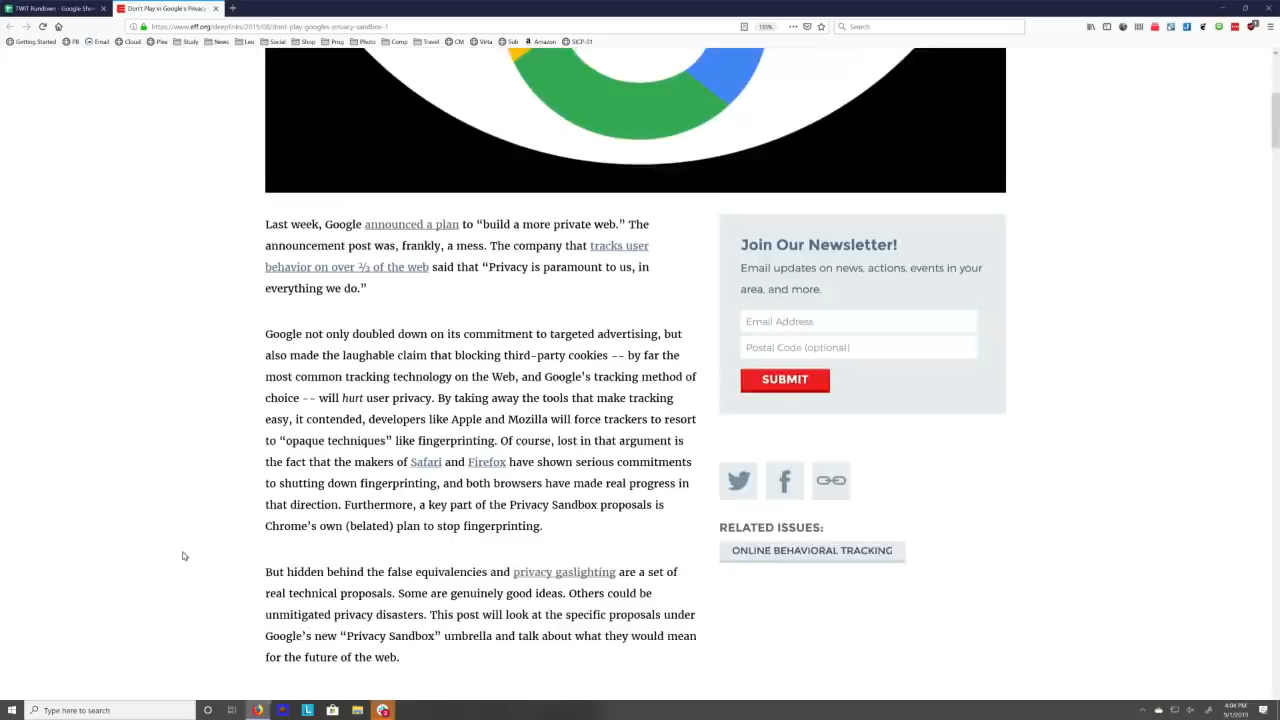 TWiT Rundown - Google Shee
Don't Play in Google's Privacy
https://www.eff.org/deeplinks/2019/08/dont-play-googles-privacy-sandbox-1
Search
Getting Started
PB
Email
Cloud
Plex
Study
News
Leo
Social
Shop
Prog
Photo
Comp
Travel
CM
Virta
Sub
Amazon
SICP-01
Last week, Google announced a plan to “build a more private web.” The
announcement post was, frankly, a mess. The company that tracks user
behavior on over ⅔ of the web said that “Privacy is paramount to us, in
everything we do.”
Google not only doubled down on its commitment to targeted advertising, but
also made the laughable claim that blocking third-party cookies -- by far the
most common tracking technology on the Web, and Google’s tracking method of
choice -- will hurt user privacy. By taking away the tools that make tracking
easy, it contended, developers like Apple and Mozilla will force trackers to resort
to “opaque techniques” like fingerprinting. Of course, lost in that argument is
the fact that the makers of Safari and Firefox have shown serious commitments
to shutting down fingerprinting, and both browsers have made real progress in
that direction. Furthermore, a key part of the Privacy Sandbox proposals is
Chrome’s own (belated) plan to stop fingerprinting.
But hidden behind the false equivalencies and privacy gaslighting are a set of
real technical proposals. Some are genuinely good ideas. Others could be
unmitigated privacy disasters. This post will look at the specific proposals under
Google’s new “Privacy Sandbox” umbrella and talk about what they would mean
for the future of the web.
Join Our Newsletter!
Email updates on news, actions, events in your
area, and more.
Email Address
Postal Code (optional)
SUBMIT
RELATED ISSUES:
ONLINE BEHAVIORAL TRACKING
Type here to search
4:04 PM
9/1/2019